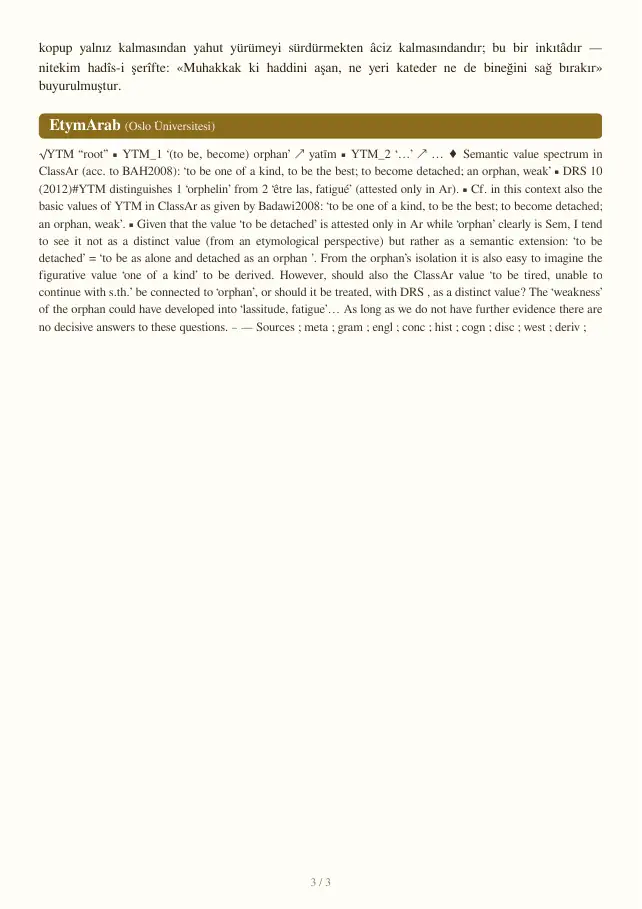 kopup yalnız kalmasından yahut yürümeyi sürdürmekten âciz kalmasındandır; bu bir inkıtâdır —
nitekim hadîs-i şerîfte: «Muhakkak ki haddini aşan, ne yeri kateder ne de bineğini sağ bırakır»
buyurulmuştur.
EtymArab (Oslo Üniversitesi)
√YTM “root” ▪ YTM_1 ‘(to be, become) orphan’ ↗ yatīm ▪ YTM_2 ‘…’ ↗ … ♦ Semantic value spectrum in
ClassAr (acc. to BAH2008): ‘to be one of a kind, to be the best; to become detached; an orphan, weak’ ▪ DRS 10
(2012)#YTM distinguishes 1 ‘orphelin’ from 2 ‘être las, fatigué’ (attested only in Ar). ▪ Cf. in this context also the
basic values of YTM in ClassAr as given by Badawi2008: ‘to be one of a kind, to be the best; to become detached;
an orphan, weak’. ▪ Given that the value ‘to be detached’ is attested only in Ar while ‘orphan’ clearly is Sem, I tend
to see it not as a distinct value (from an etymological perspective) but rather as a semantic extension: ‘to be
detached’ = ‘to be as alone and detached as an orphan ’. From the orphan’s isolation it is also easy to imagine the
figurative value ‘one of a kind’ to be derived. However, should also the ClassAr value ‘to be tired, unable to
continue with s.th.’ be connected to ‘orphan’, or should it be treated, with DRS , as a distinct value? The ‘weakness’
of the orphan could have developed into ‘lassitude, fatigue’… As long as we do not have further evidence there are
no decisive answers to these questions. – — Sources ; meta ; gram ; engl ; conc ; hist ; cogn ; disc ; west ; deriv ;
3 / 3